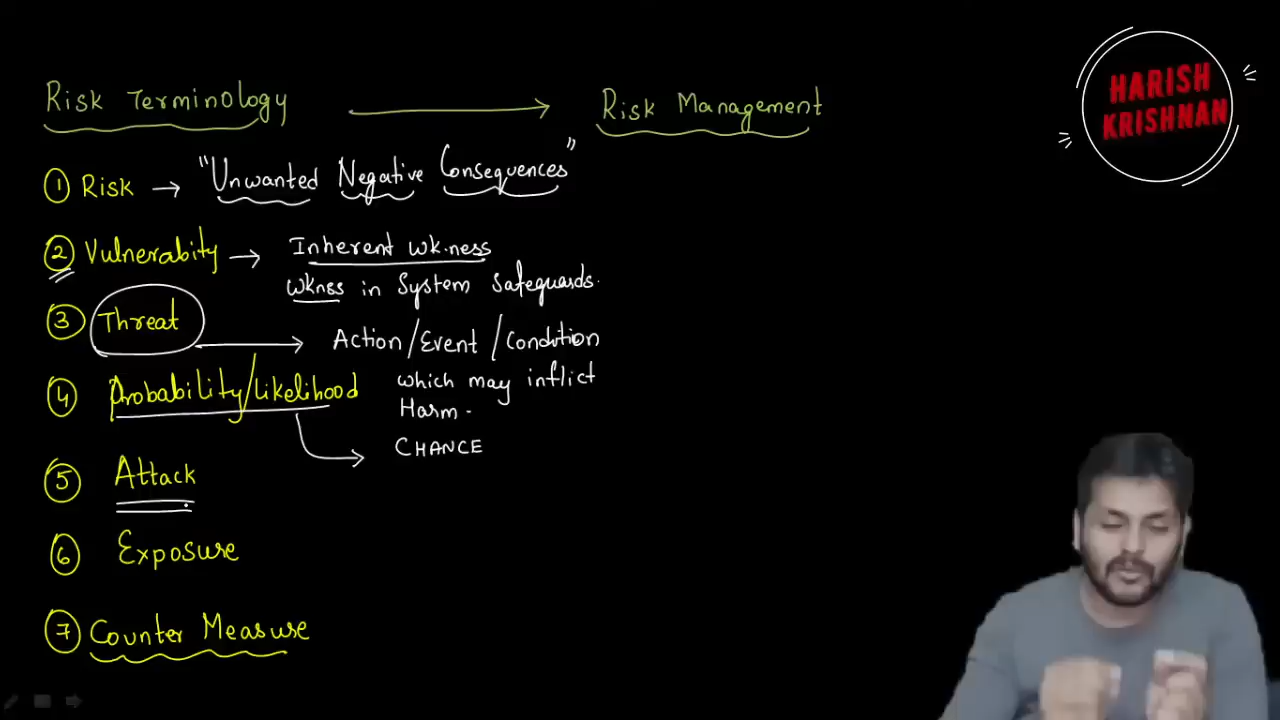 Risk Terminology → Risk Management
HARISH KRISHNAN
① Risk → "Unwanted Negative Consequences"
② Vulnerabity → Inherent wk.ness
wknss in System Safeguards.
③ Threat → Action/Event/Condition
which may inflict
Harm.
④ Probability/Likelihood → CHANCE
⑤ Attack
⑥ Exposure
⑦ Counter Measure